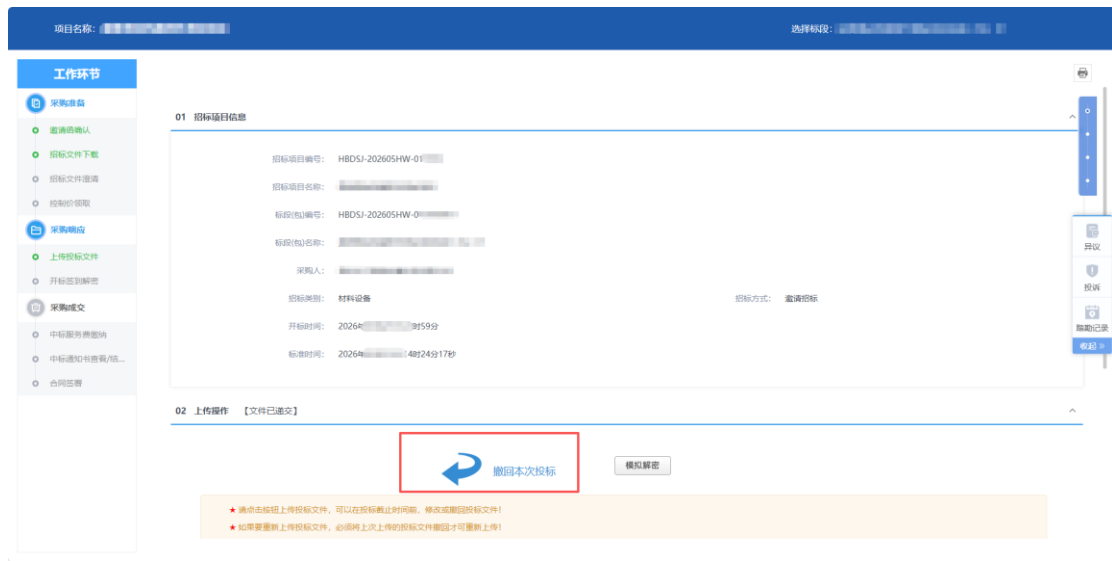 项目名称:
选择标段:
工作环节
采购准备
邀请函确认
招标文件下载
招标文件澄清
控制价领取
采购响应
上传投标文件
开标签到解密
采购成交
中标服务费缴纳
中标通知书查看/结...
合同签署
01 招标项目信息
招标项目编号: HBDSJ-202605HW-01
招标项目名称:
标段(包)编号: HBDSJ-202605HW-0
标段(包)名称:
采购人:
招标类别: 材料设备 招标方式: 邀请招标
开标时间: 2026年 时59分
标准时间: 2026年 4时24分17秒
02 上传操作 【文件已递交】
撤回本次投标
模拟解密
★ 请点击按钮上传投标文件，可以在投标截止时间前，修改或撤回投标文件！
★ 如果要重新上传投标文件，必须将上次上传的投标文件撤回才可重新上传！
异议
投诉
踏勘记录
收起 »